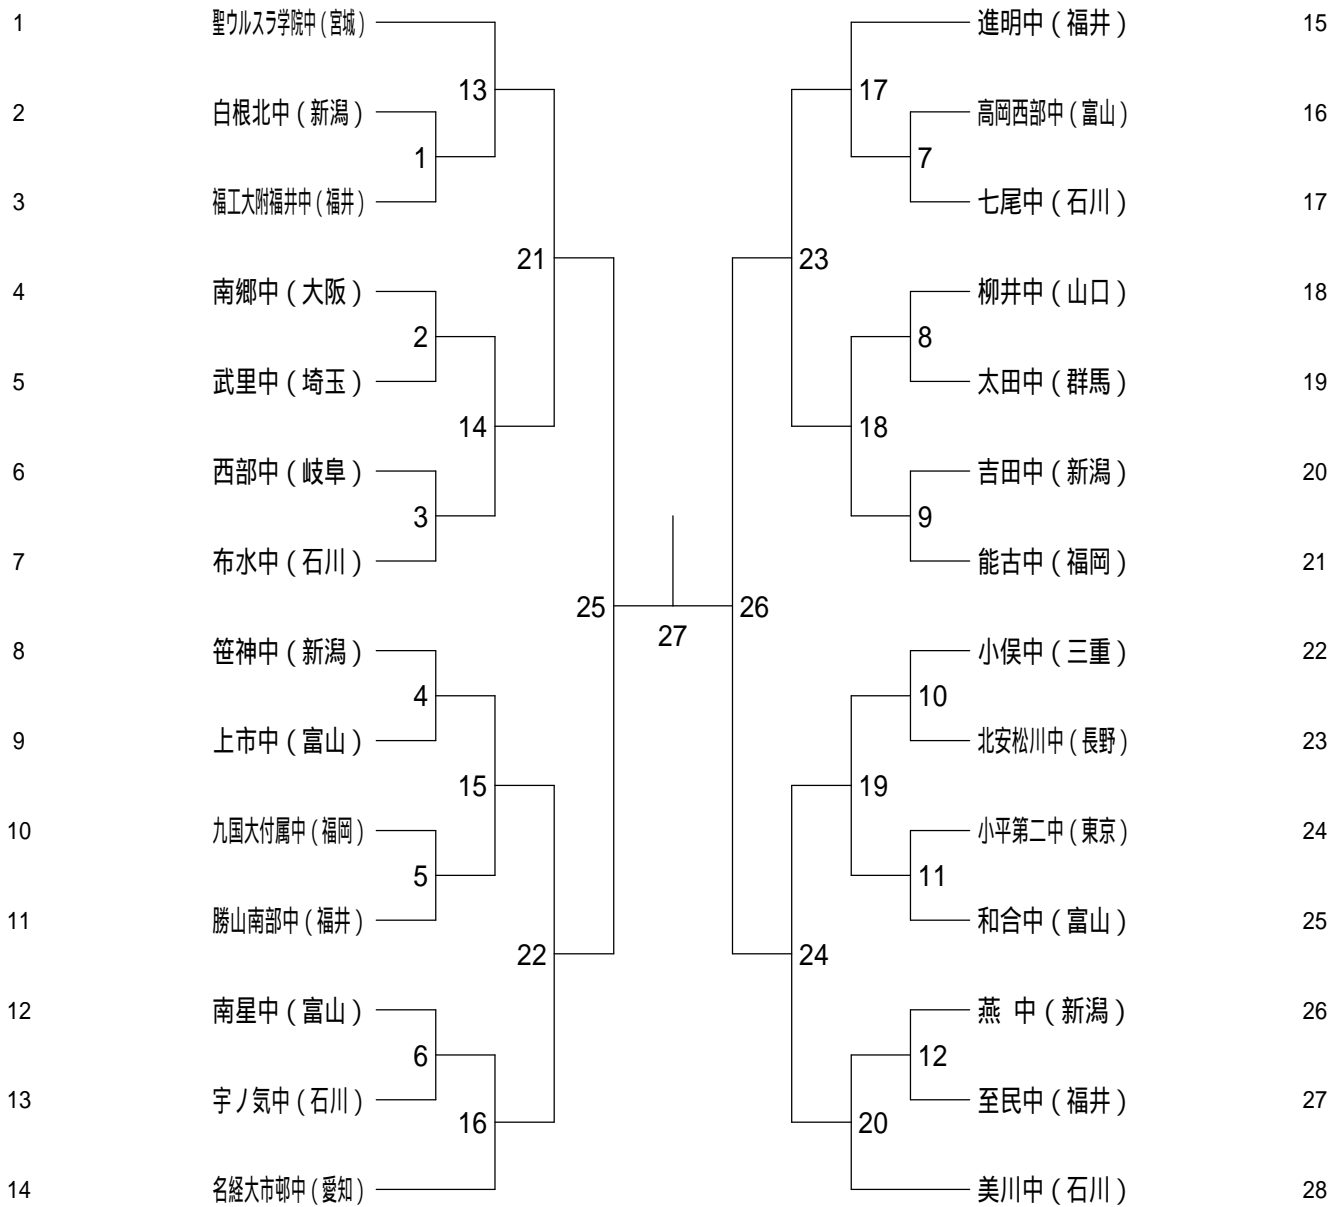 1 聖ウルスラ学院中(宮城) 進明中(福井) 15
13 17
2 白根北中(新潟) 高岡西部中(富山) 16
1 7
3 福工大附福井中(福井) 七尾中(石川) 17
21 23
4 南郷中(大阪) 柳井中(山口) 18
2 8
5 武里中(埼玉) 太田中(群馬) 19
14 18
6 西部中(岐阜) 吉田中(新潟) 20
3 9
7 布水中(石川) 能古中(福岡) 21
25 26
27
8 笹神中(新潟) 小俣中(三重) 22
4 10
9 上市中(富山) 北安松川中(長野) 23
15 19
10 九国大付属中(福岡) 小平第二中(東京) 24
5 11
11 勝山南部中(福井) 和合中(富山) 25
22 24
12 南星中(富山) 燕 中(新潟) 26
6 12
13 宇ノ気中(石川) 至民中(福井) 27
16 20
14 名経大市邨中(愛知) 美川中(石川) 28